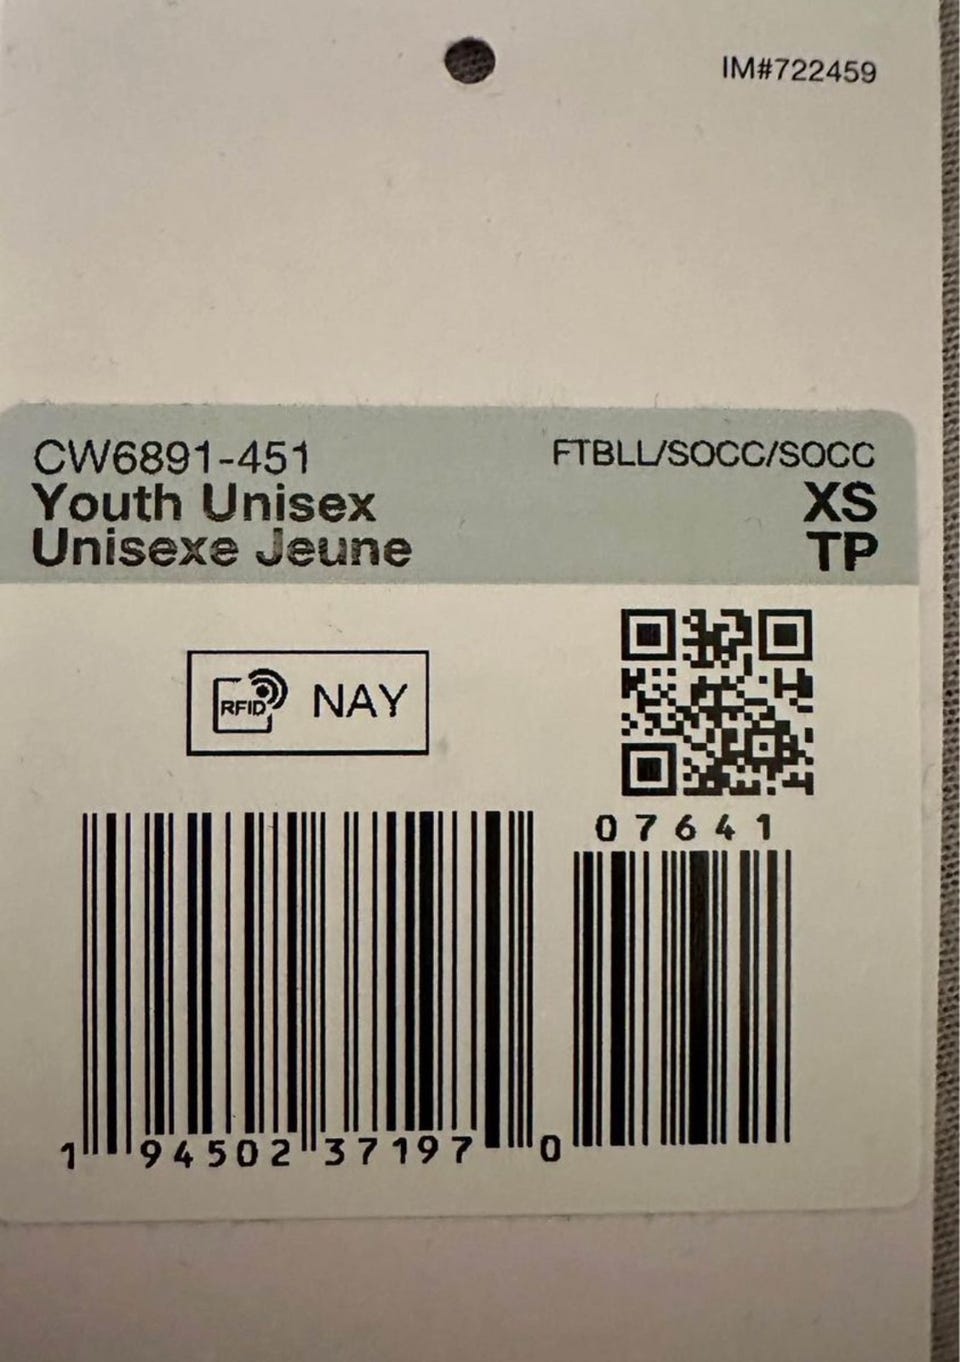 IM#722459
CW6891-451 FTBLL/SOCC/SOCC
Youth Unisex XS
Unisexe Jeune TP
RFID NAY
07641
1 94502 37197 0